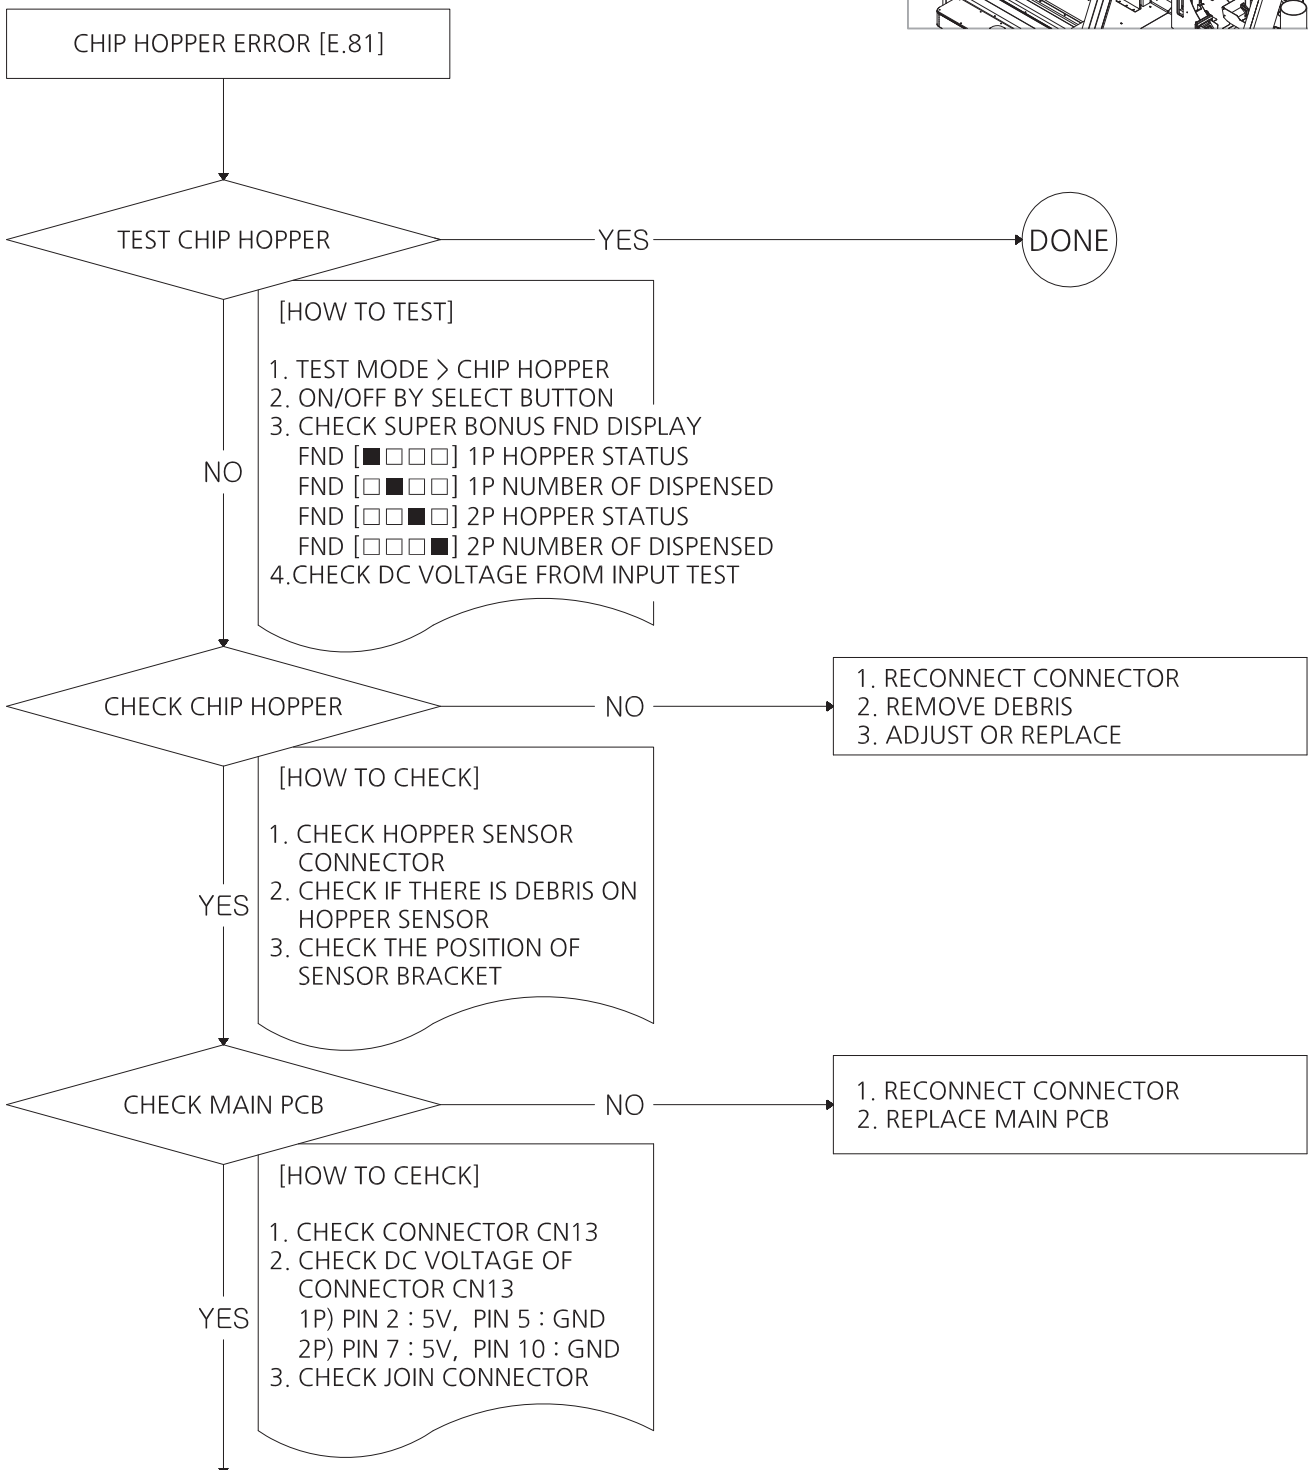 CHIP HOPPER ERROR [E.81]
TEST CHIP HOPPER
YES
DONE
[HOW TO TEST]
1. TEST MODE > CHIP HOPPER
2. ON/OFF BY SELECT BUTTON
3. CHECK SUPER BONUS FND DISPLAY
FND [■□□□] 1P HOPPER STATUS
FND [□■□□] 1P NUMBER OF DISPENSED
FND [□□■□] 2P HOPPER STATUS
FND [□□□■] 2P NUMBER OF DISPENSED
4.CHECK DC VOLTAGE FROM INPUT TEST
NO
CHECK CHIP HOPPER
NO
1. RECONNECT CONNECTOR
2. REMOVE DEBRIS
3. ADJUST OR REPLACE
[HOW TO CHECK]
1. CHECK HOPPER SENSOR
CONNECTOR
2. CHECK IF THERE IS DEBRIS ON
HOPPER SENSOR
3. CHECK THE POSITION OF
SENSOR BRACKET
YES
CHECK MAIN PCB
NO
1. RECONNECT CONNECTOR
2. REPLACE MAIN PCB
[HOW TO CEHCK]
1. CHECK CONNECTOR CN13
2. CHECK DC VOLTAGE OF
CONNECTOR CN13
1P) PIN 2 : 5V, PIN 5 : GND
2P) PIN 7 : 5V, PIN 10 : GND
3. CHECK JOIN CONNECTOR
YES